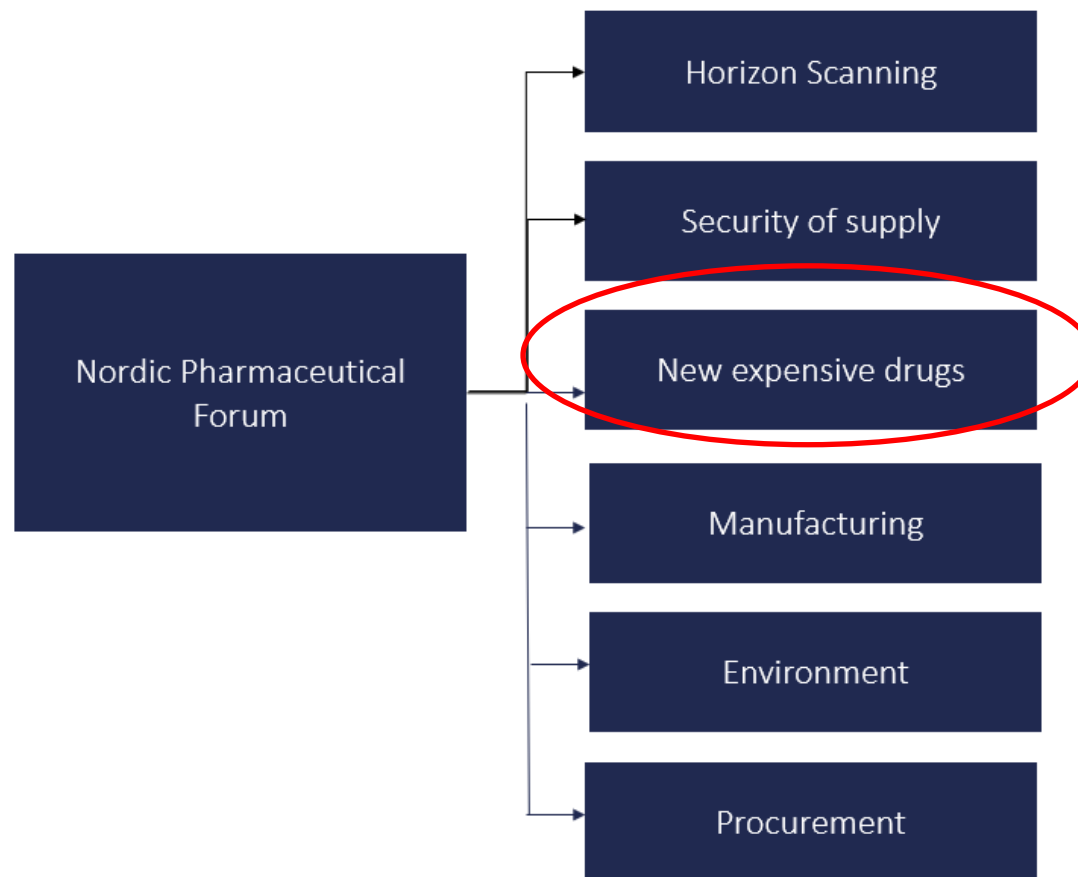 Horizon Scanning
Security of supply
Nordic Pharmaceutical
Forum
New expensive drugs
Manufacturing
Environment
Procurement